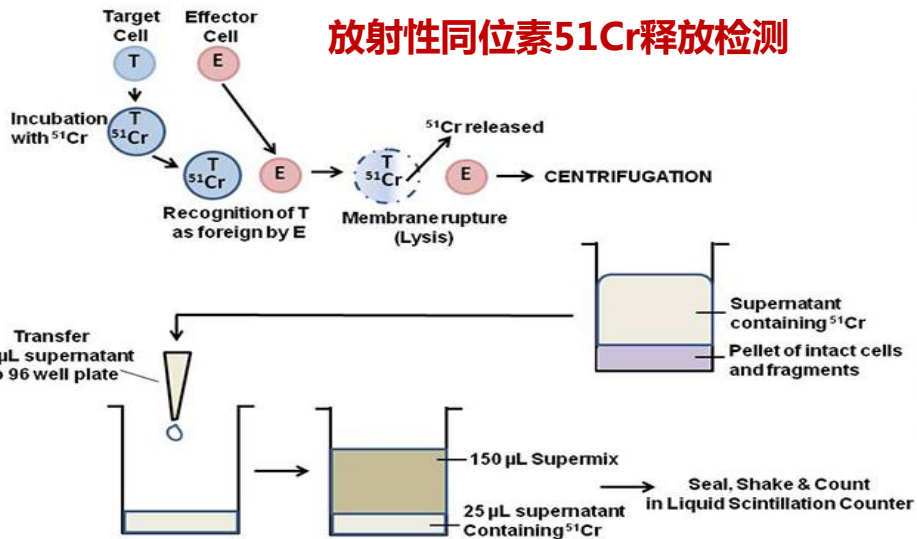 放射性同位素51Cr释放检测
Target
Cell
Effector
Cell
T
E
Incubation
with ⁵¹Cr
T
⁵¹Cr
T
⁵¹Cr
E
Recognition of T
as foreign by E
T
⁵¹Cr
⁵¹Cr released
E
Membrane rupture
(Lysis)
CENTRIFUGATION
Supernatant
containing ⁵¹Cr
Pellet of intact cells
and fragments
Transfer
µL supernatant
96 well plate
150 µL Supermix
25 µL supernatant
Containing ⁵¹Cr
Seal, Shake & Count
in Liquid Scintillation Counter